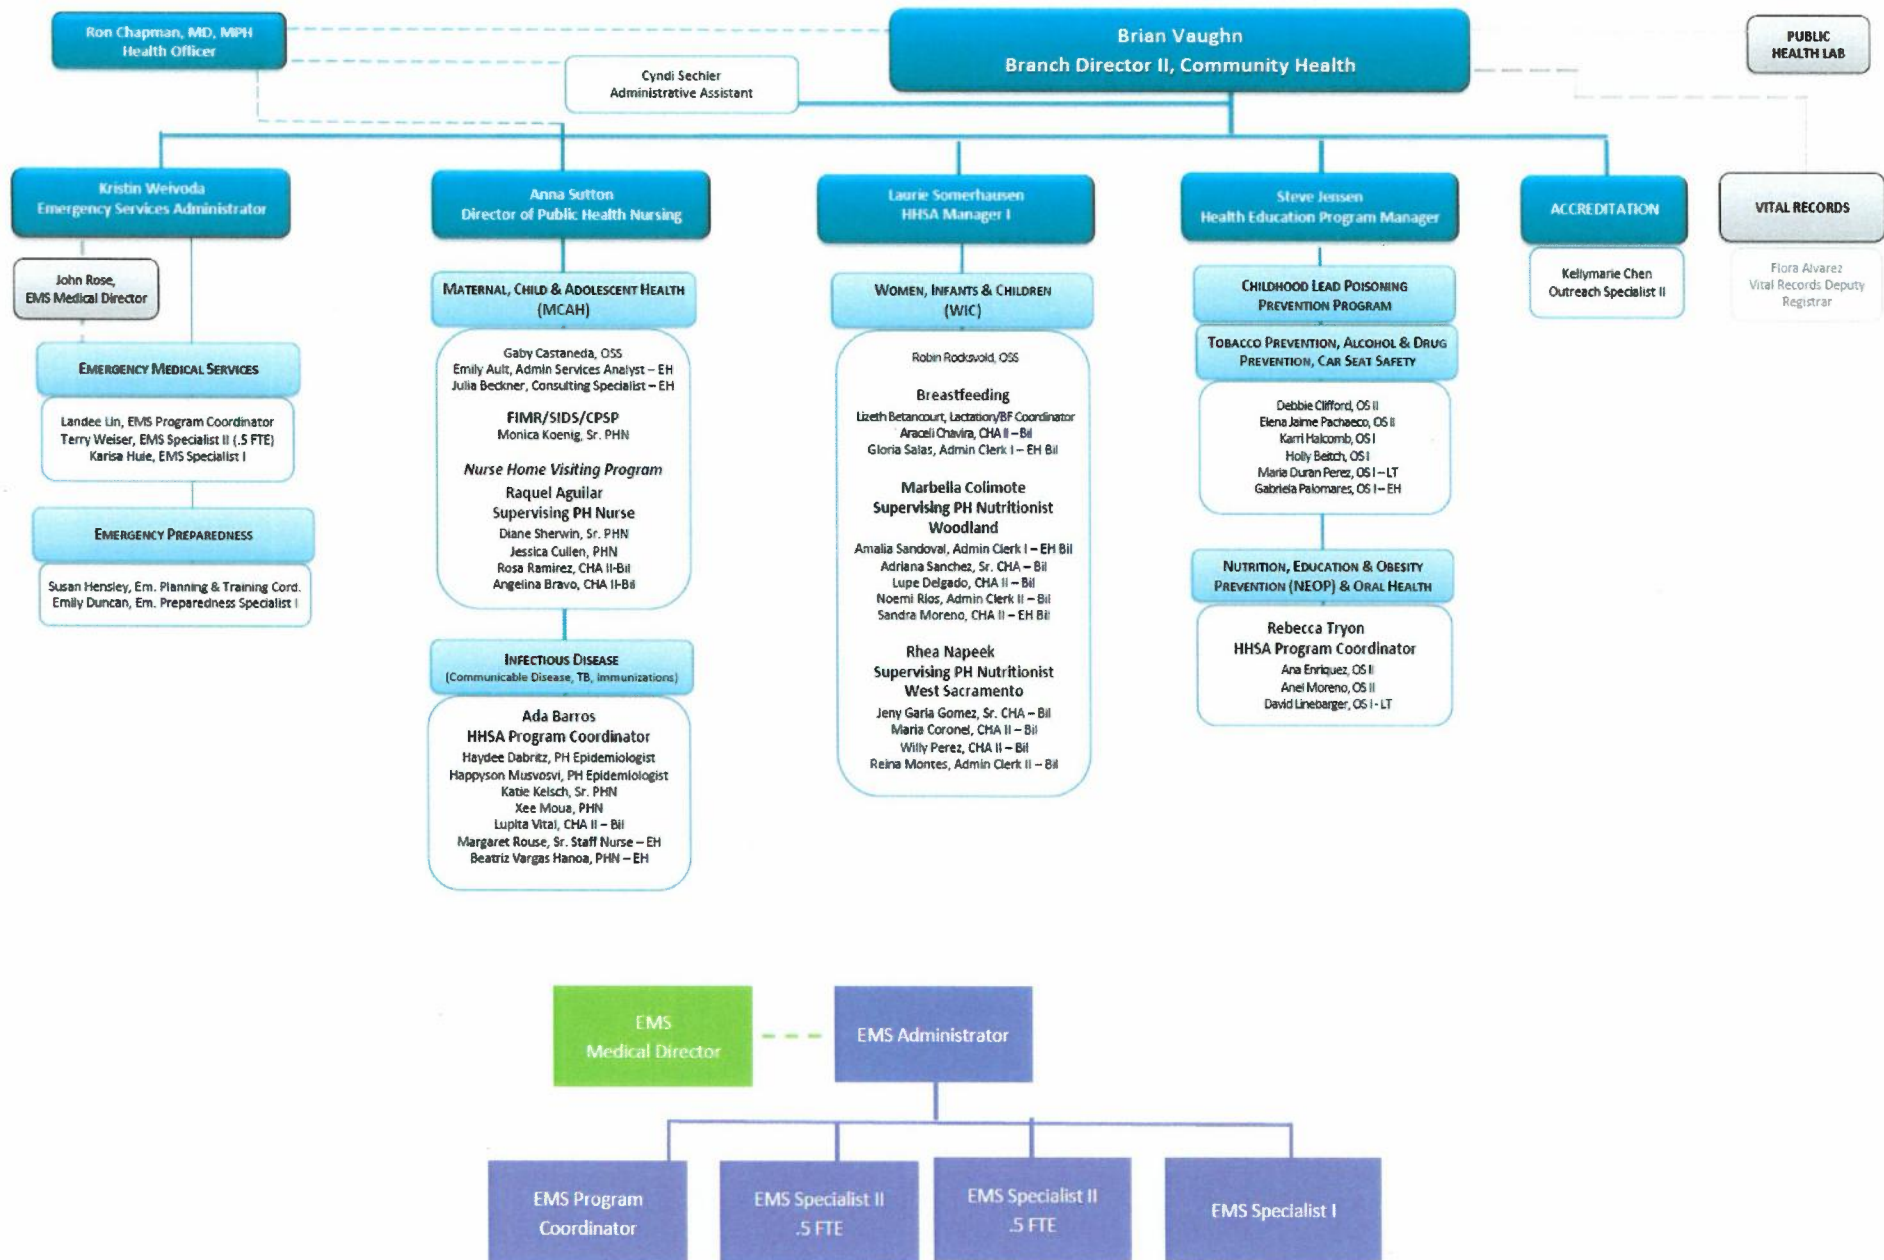 Ron Chapman, MD, MPH
Health Officer
Brian Vaughn
Branch Director II, Community Health
PUBLIC
HEALTH LAB
Cyndi Sechler
Administrative Assistant
Kristin Weivoda
Emergency Services Administrator
Anna Sutton
Director of Public Health Nursing
Laurie Somerhausen
HHSA Manager I
Steve Jensen
Health Education Program Manager
ACCREDITATION
VITAL RECORDS
John Rose,
EMS Medical Director
Kellymarie Chen
Outreach Specialist II
Flora Alvarez
Vital Records Deputy
Registrar
EMERGENCY MEDICAL SERVICES
Landee Lin, EMS Program Coordinator
Terry Weiser, EMS Specialist II (.5 FTE)
Karisa Huie, EMS Specialist I
EMERGENCY PREPAREDNESS
Susan Hensley, Em. Planning & Training Cord.
Emily Duncan, Em. Preparedness Specialist I
MATERNAL, CHILD & ADOLESCENT HEALTH
(MCAH)
Gaby Castaneda, OSS
Emily Ault, Admin Services Analyst – EH
Julia Beckner, Consulting Specialist – EH
FIMR/SIDS/CPSP
Monica Koenig, Sr. PHN
Nurse Home Visiting Program
Raquel Aguilar
Supervising PH Nurse
Diane Sherwin, Sr. PHN
Jessica Cullen, PHN
Rosa Ramirez, CHA II-Bil
Angelina Bravo, CHA II-Bil
INFECTIOUS DISEASE
(Communicable Disease, TB, Immunizations)
Ada Barros
HHSA Program Coordinator
Haydee Dabritz, PH Epidemiologist
Happyson Musvosvi, PH Epidemiologist
Katie Kelsch, Sr. PHN
Xee Moua, PHN
Lupita Vital, CHA II – Bil
Margaret Rouse, Sr. Staff Nurse – EH
Beatriz Vargas Hanoa, PHN – EH
WOMEN, INFANTS & CHILDREN
(WIC)
Robin Rocksvold, OSS
Breastfeeding
Lizeth Betancourt, Lactation/BF Coordinator
Araceli Chavira, CHA II – Bil
Gloria Salas, Admin Clerk I – EH Bil
Marbella Colimote
Supervising PH Nutritionist
Woodland
Amalia Sandoval, Admin Clerk I – EH Bil
Adriana Sanchez, Sr. CHA – Bil
Lupe Delgado, CHA II – Bil
Noemi Rios, Admin Clerk II – Bil
Sandra Moreno, CHA II – EH Bil
Rhea Napeek
Supervising PH Nutritionist
West Sacramento
Jeny Garia Gomez, Sr. CHA – Bil
Maria Coronel, CHA II – Bil
Willy Perez, CHA II – Bil
Reina Montes, Admin Clerk II – Bil
CHILDHOOD LEAD POISONING
PREVENTION PROGRAM
TOBACCO PREVENTION, ALCOHOL & DRUG
PREVENTION, CAR SEAT SAFETY
Debbie Clifford, OS II
Elena Jaime Pachaeco, OS II
Karri Halcomb, OS I
Holly Beitch, OS I
Maria Duran Perez, OS I – LT
Gabriela Palomares, OS I – EH
NUTRITION, EDUCATION & OBESITY
PREVENTION (NEOP) & ORAL HEALTH
Rebecca Tryon
HHSA Program Coordinator
Ana Enriquez, OS II
Anel Moreno, OS II
David Linebarger, OS I - LT
EMS
Medical Director
EMS Administrator
EMS Program
Coordinator
EMS Specialist II
.5 FTE
EMS Specialist II
.5 FTE
EMS Specialist I